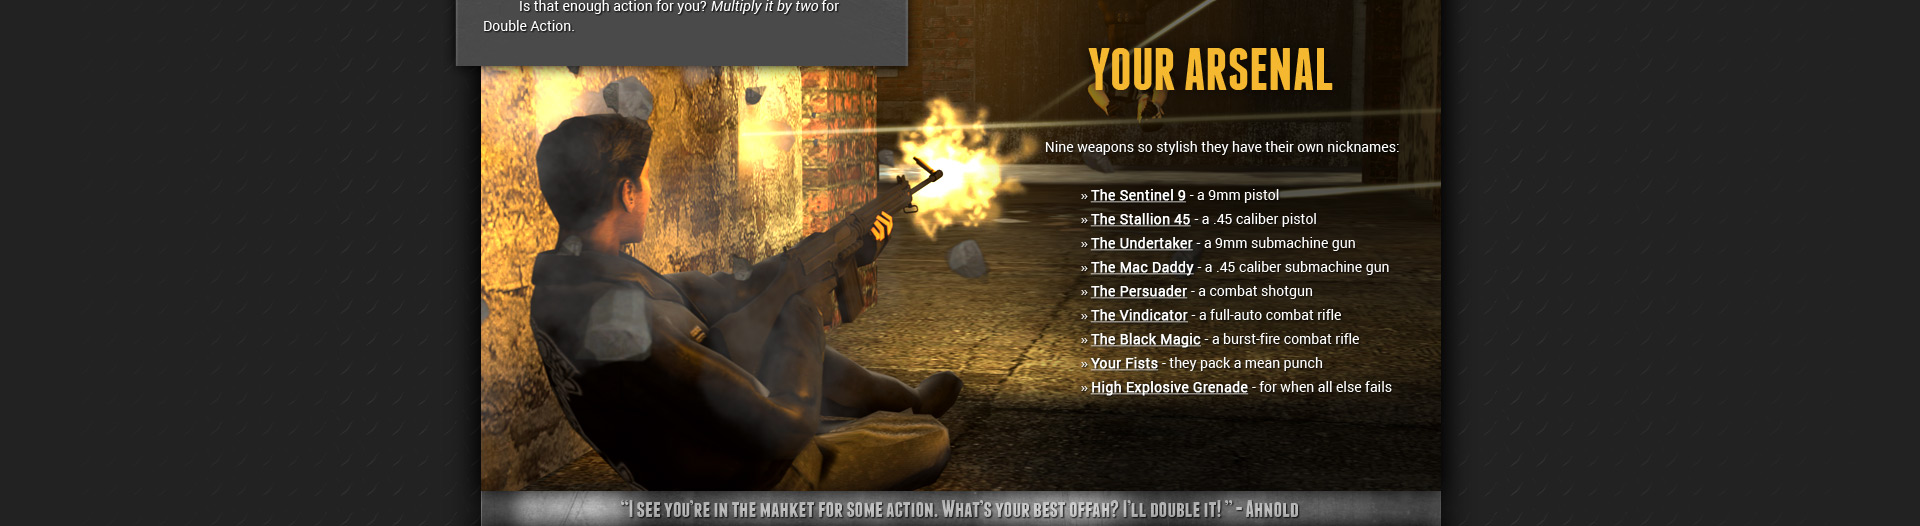 Is that enough action for you? Multiply it by two for
Double Action.
YOUR ARSENAL
Nine weapons so stylish they have their own nicknames:
» The Sentinel 9 - a 9mm pistol
» The Stallion 45 - a .45 caliber pistol
» The Undertaker - a 9mm submachine gun
» The Mac Daddy - a .45 caliber submachine gun
» The Persuader - a combat shotgun
» The Vindicator - a full-auto combat rifle
» The Black Magic - a burst-fire combat rifle
» Your Fists - they pack a mean punch
» High Explosive Grenade - for when all else fails
“I see you’re in the mahket for some action. What’s your best offah? I’ll double it! ” - Ahnold